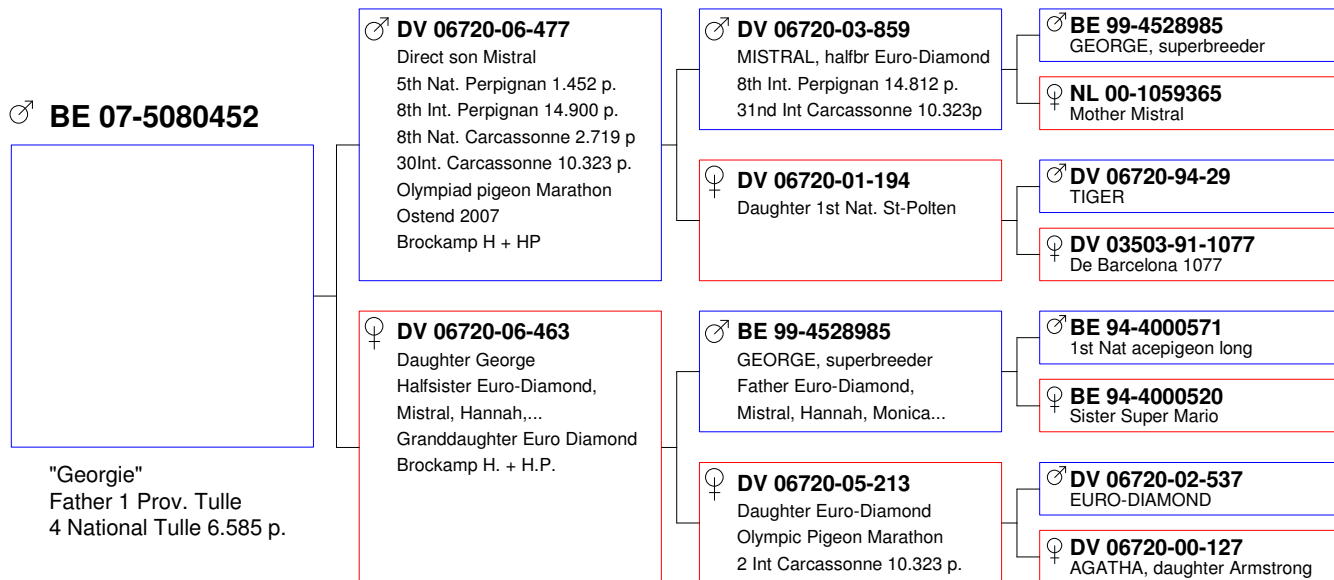 BE 07-5080452
"Georgie"
Father 1 Prov. Tulle
4 National Tulle 6.585 p.
DV 06720-06-477
Direct son Mistral
5th Nat. Perpignan 1.452 p.
8th Int. Perpignan 14.900 p.
8th Nat. Carcassonne 2.719 p
30Int. Carcassonne 10.323 p.
Olympiad pigeon Marathon
Ostend 2007
Brockamp H + HP
DV 06720-06-463
Daughter George
Halfsister Euro-Diamond,
Mistral, Hannah,...
Granddaughter Euro Diamond
Brockamp H. + H.P.
DV 06720-03-859
MISTRAL, halfbr Euro-Diamond
8th Int. Perpignan 14.812 p.
31nd Int Carcassonne 10.323p
DV 06720-01-194
Daughter 1st Nat. St-Polten
BE 99-4528985
GEORGE, superbreeder
Father Euro-Diamond,
Mistral, Hannah, Monica...
DV 06720-05-213
Daughter Euro-Diamond
Olympic Pigeon Marathon
2 Int Carcassonne 10.323 p.
BE 99-4528985
GEORGE, superbreeder
NL 00-1059365
Mother Mistral
DV 06720-94-29
TIGER
DV 03503-91-1077
De Barcelona 1077
BE 94-4000571
1st Nat acepigeon long
BE 94-4000520
Sister Super Mario
DV 06720-02-537
EURO-DIAMOND
DV 06720-00-127
AGATHA, daughter Armstrong